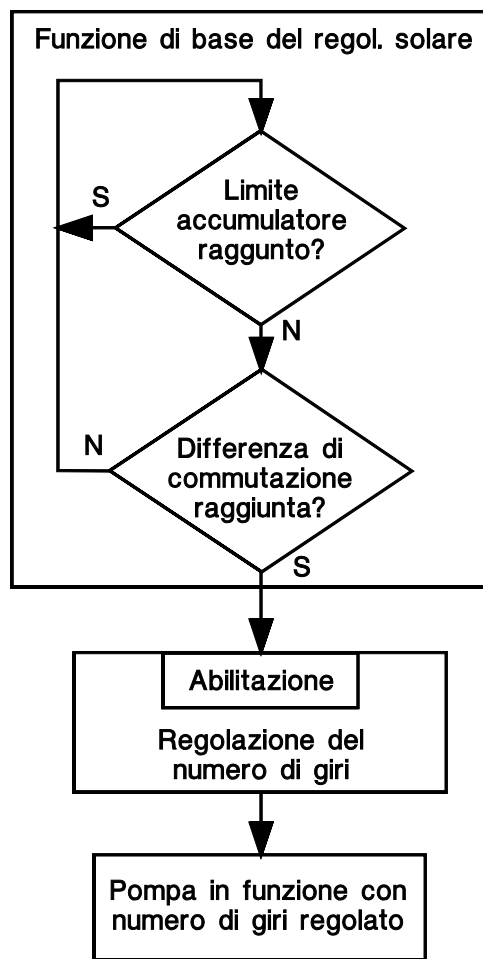 Funzione di base del regol. solare
Limite
accumulatore
raggunto?
S
N
Differenza di
commutazione
raggiunta?
N
S
Abilitazione
Regolazione del
numero di giri
Pompa in funzione con
numero di giri regolato